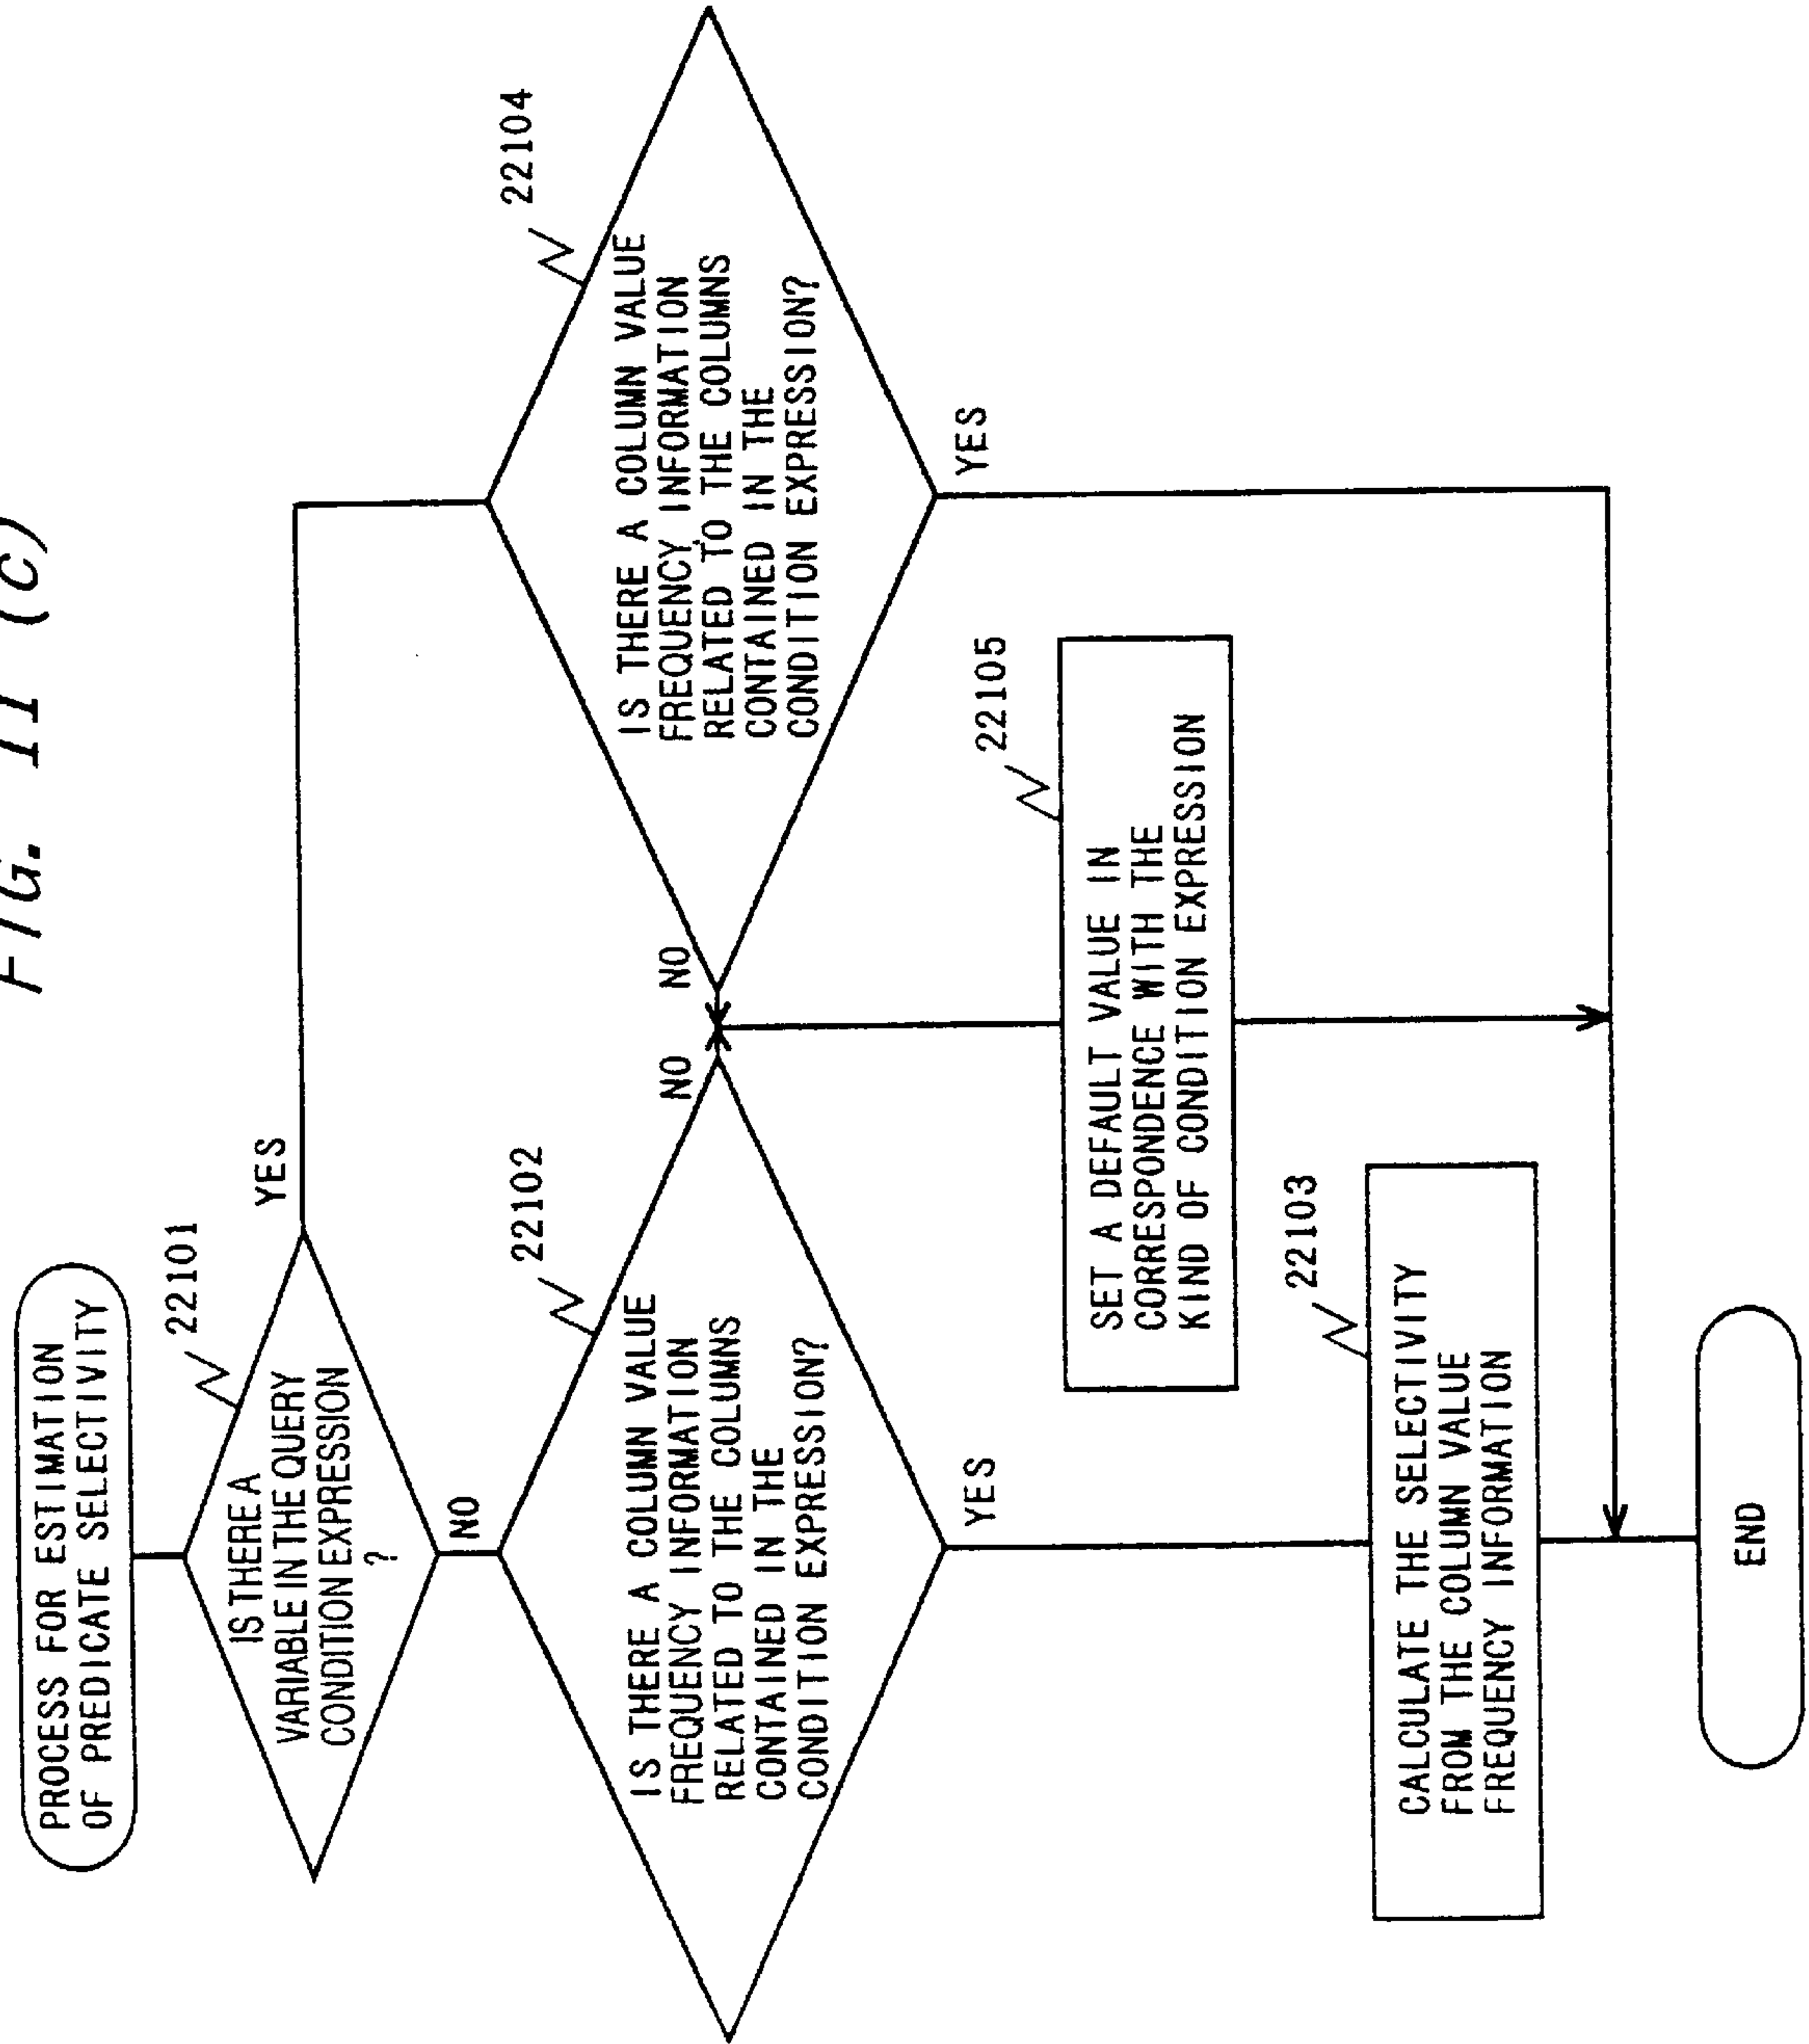 FIG. 11 (c)
PROCESS FOR ESTIMATION
OF PREDICATE SELECTIVITY
22101
IS THERE A
VARIABLE IN THE QUERY
CONDITION EXPRESSION
?
YES
NO
22102
IS THERE A COLUMN VALUE
FREQUENCY INFORMATION
RELATED TO THE COLUMNS
CONTAINED IN THE
CONDITION EXPRESSION?
NO
YES
22104
IS THERE A COLUMN VALUE
FREQUENCY INFORMATION
RELATED TO THE COLUMNS
CONTAINED IN THE
CONDITION EXPRESSION?
NO
YES
22105
SET A DEFAULT VALUE IN
CORRESPONDENCE WITH THE
KIND OF CONDITION EXPRESSION
22103
CALCULATE THE SELECTIVITY
FROM THE COLUMN VALUE
FREQUENCY INFORMATION
END